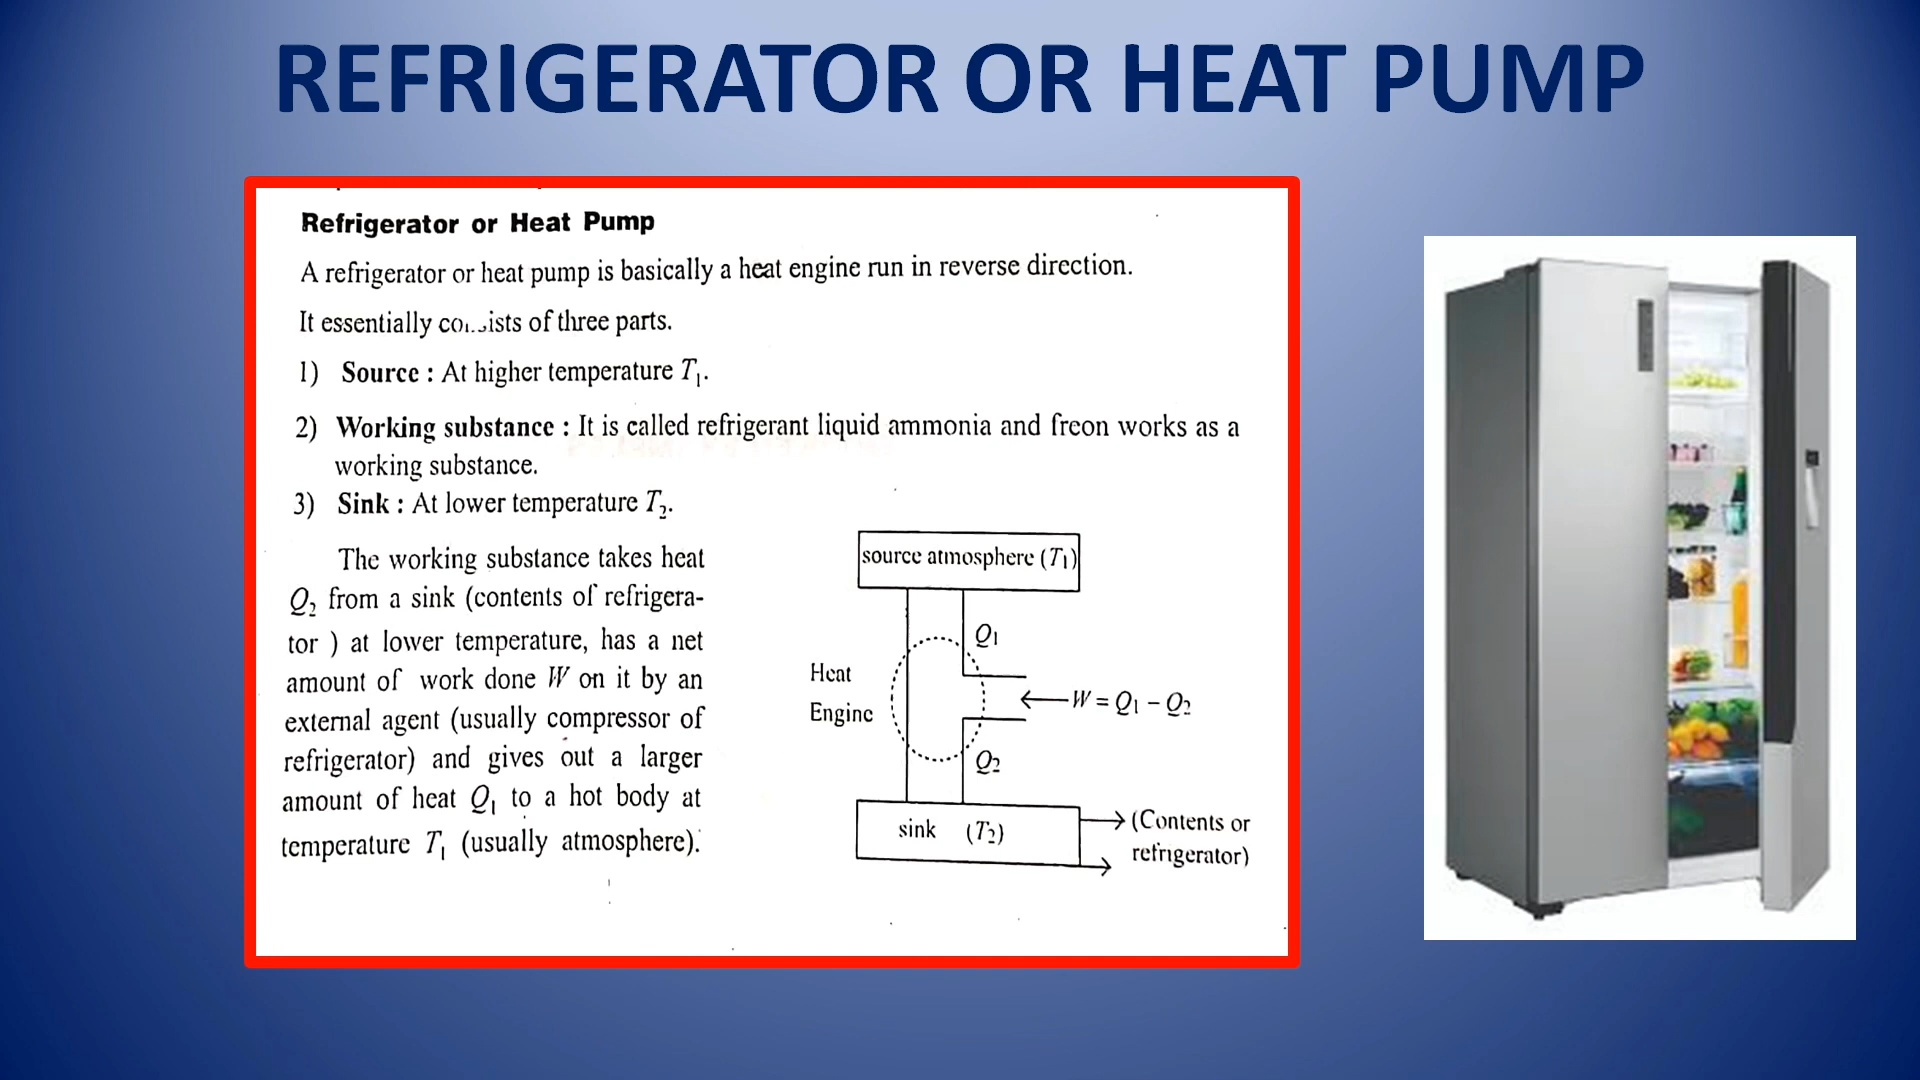 REFRIGERATOR OR HEAT PUMP
Refrigerator or Heat Pump
A refrigerator or heat pump is basically a heat engine run in reverse direction.
It essentially of three parts.
1) Source : At higher temperature T₁.
2) Working substance : It is called refrigerant liquid ammonia and freon works as a
working substance.
3) Sink : At lower temperature T₂.
The working substance takes heat
Q₂ from a sink (contents of refrigera-
tor ) at lower temperature, has a net
amount of work done W on it by an
external agent (usually compressor of
refrigerator) and gives out a larger
amount of heat Q₁ to a hot body at
temperature T₁ (usually atmosphere).
source atmosphere (T₁)
Q₁
Heat
Engine
W = Q₁ − Q₂
Q₂
sink (T₂)
(Contents or
refrigerator)